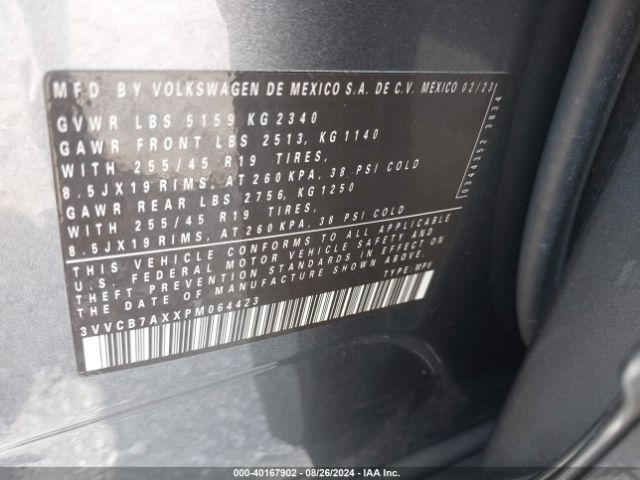 MFD BY VOLKSWAGEN DE MEXICO S.A. DE C.V. MEXICO 02/23
GVWR LBS 5159 KG 2340
GAWR FRONT LBS 2513, KG 1140
WITH 255/45 R19 TIRES,
8.5JX19 RIMS, AT 260 KPA, 38 PSI COLD
GAWR REAR LBS 2756, KG 1250
WITH 255/45 R19 TIRES,
8.5JX19 RIMS, AT 260 KPA, 38 PSI COLD
THIS VEHICLE CONFORMS TO ALL APPLICABLE
U.S. FEDERAL MOTOR VEHICLE SAFETY AND
THEFT PREVENTION STANDARDS IN EFFECT ON
THE DATE OF MANUFACTURE SHOWN ABOVE.
3VVCB7AXXPM064423 TYPE MPV
000-40167902 - 08/26/2024 - IAA Inc.